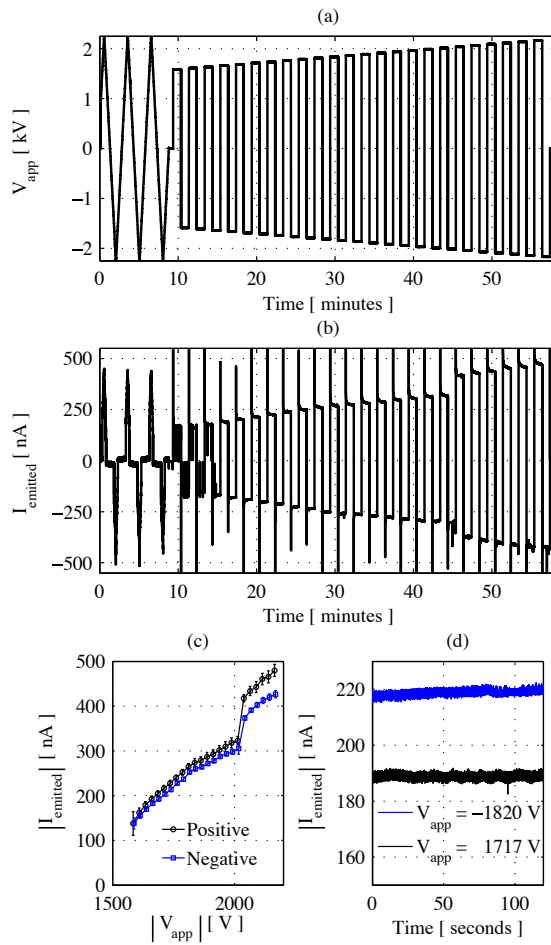 (a)
2
1
0
−1
−2
V_app [ kV ]
0 10 20 30 40 50
Time [ minutes ]
(b)
500
250
0
−250
−500
I_emitted [ nA ]
0 10 20 30 40 50
Time [ minutes ]
(c)
500
400
300
200
100
0
|I_emitted| [ nA ]
Positive
Negative
1500 2000
|V_app| [ V ]
(d)
220
200
180
160
|I_emitted| [ nA ]
V_app = −1820 V
V_app = 1717 V
0 50 100
Time [ seconds ]